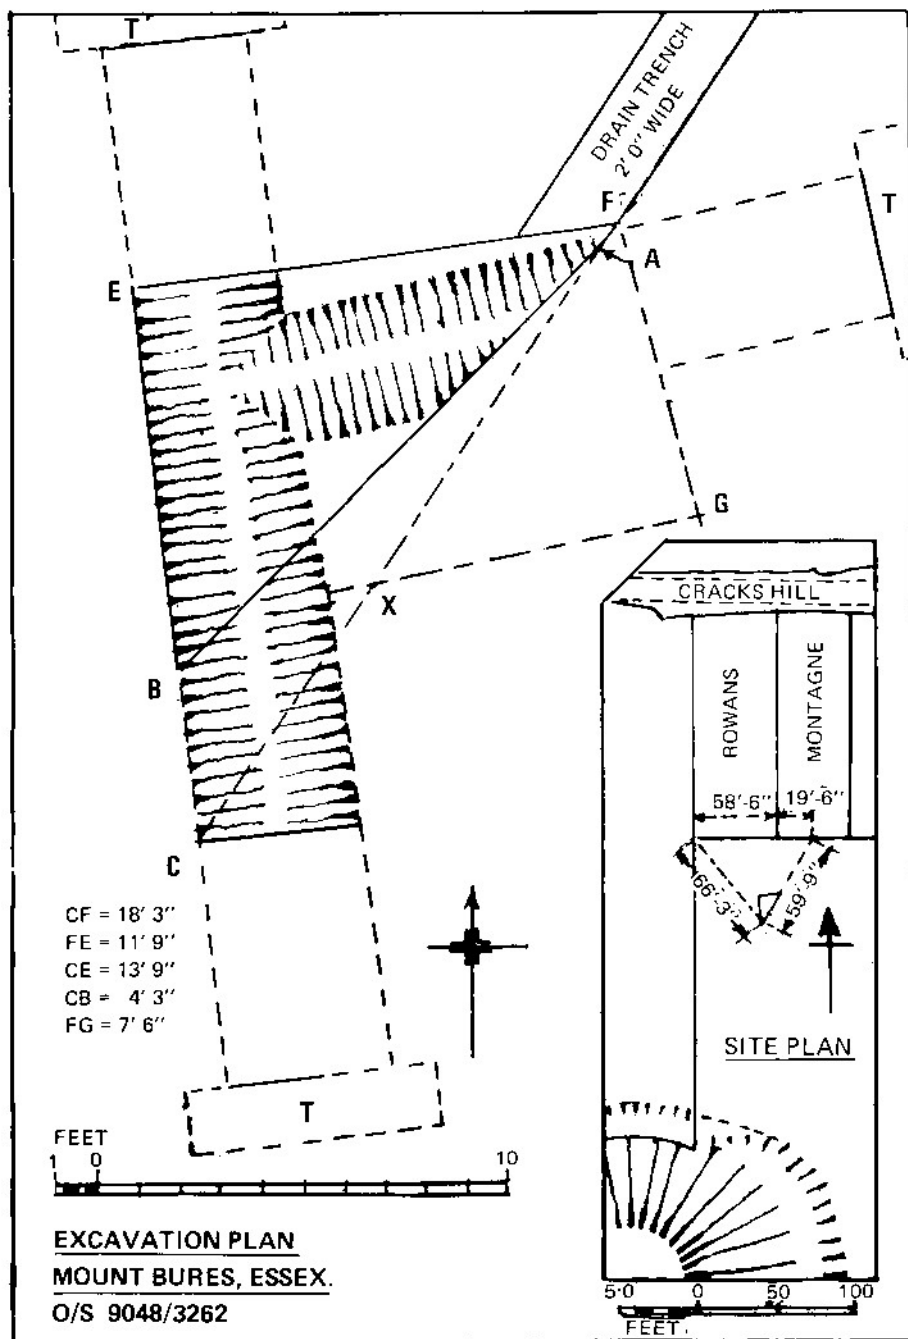 T
DRAIN TRENCH
2' 0" WIDE
F
T
A
E
G
X
B
C
CF = 18' 3"
FE = 11' 9"
CE = 13' 9"
CB = 4' 3"
FG = 7' 6"
T
FEET
1 0 10
EXCAVATION PLAN
MOUNT BURES, ESSEX.
O/S 9048/3262
CRACKS HILL
ROWANS
MONTAGNE
58'-6" 19'-6"
66'-3" 59'-9"
SITE PLAN
5·0 0 50 100
FEET.